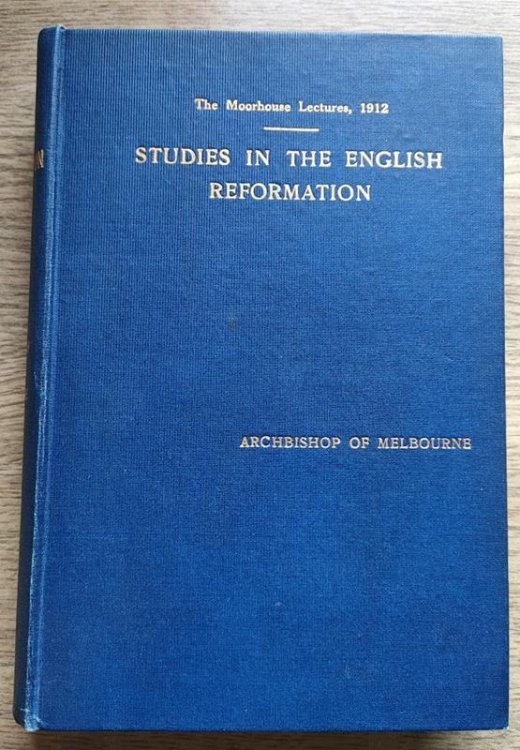 The Moorhouse Lectures, 1912
STUDIES IN THE ENGLISH
REFORMATION
ARCHBISHOP OF MELBOURNE